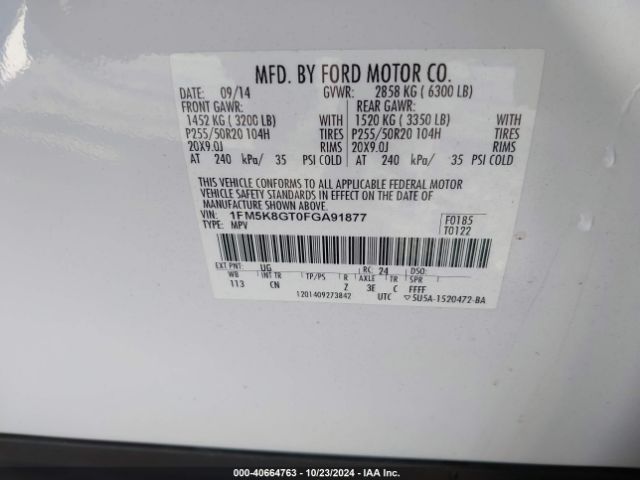 MFD. BY FORD MOTOR CO.
DATE: 09/14 GVWR: 2858 KG ( 6300 LB)
FRONT GAWR: REAR GAWR:
1452 KG ( 3200 LB) WITH 1520 KG ( 3350 LB) WITH
P255/50R20 104H TIRES P255/50R20 104H TIRES
20X9.0J RIMS 20X9.0J RIMS
AT 240 kPa/ 35 PSI COLD AT 240 kPa/ 35 PSI COLD
THIS VEHICLE CONFORMS TO ALL APPLICABLE FEDERAL MOTOR
VEHICLE SAFETY STANDARDS IN EFFECT ON THE DATE OF
MANUFACTURE SHOWN ABOVE.
VIN: 1FM5K8GT0FGA91877 F0185
TYPE: MPV T0122
EXT PNT: UG RC: 24 DSO:
WB INT TR TP/PS R AXLE TR SPR
113 CN Z 3E C FFFF
1201409273842 UTC ▽5U5A-1520472-BA
000-40664763 - 10/23/2024 - IAA Inc.